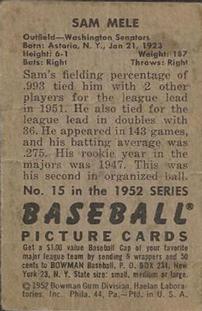 SAM MELE
Outfield—Washington Senators
Born: Astoria, N. Y., Jan 21, 1923
Height: 6-1 Weight: 187
Bats: Right Throws: Right
Sam's fielding percentage of
.993 tied him with 2 other
players for the league lead
in 1951. He also tied for the
league lead in doubles with
36. He appeared in 143 games,
and his batting average was
.275. His rookie year in the
majors was 1947. This was
his second in organized ball.
No. 15 in the 1952 SERIES
BASEBALL
PICTURE CARDS
Get a $1.00 value Baseball Cap of your favorite
major league team by sending 5 wrappers and 50
cents to BOWMAN Baseball, P. O. BOX 234, New
York 23, N. Y. State size: small, medium or large.
©1952 Bowman Gum Division, Haelan Labora-
tories, Inc., Phila. 44, Pa.—Ptd. in U. S. A.